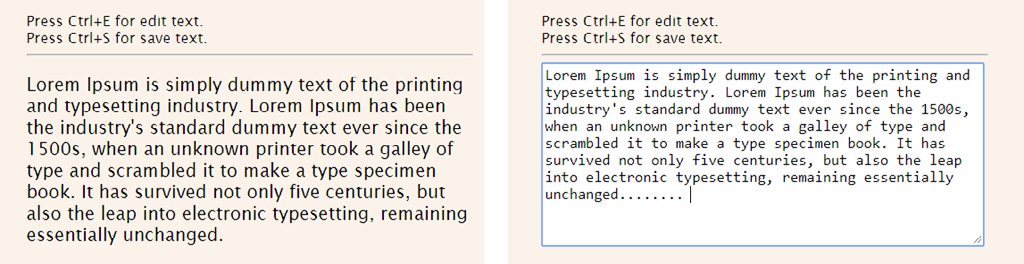 Press Ctrl+E for edit text.
Press Ctrl+S for save text.
Lorem Ipsum is simply dummy text of the printing
and typesetting industry. Lorem Ipsum has been
the industry's standard dummy text ever since the
1500s, when an unknown printer took a galley of
type and scrambled it to make a type specimen
book. It has survived not only five centuries, but
also the leap into electronic typesetting, remaining
essentially unchanged.
Press Ctrl+E for edit text.
Press Ctrl+S for save text.
Lorem Ipsum is simply dummy text of the printing and
typesetting industry. Lorem Ipsum has been the
industry's standard dummy text ever since the 1500s,
when an unknown printer took a galley of type and
scrambled it to make a type specimen book. It has
survived not only five centuries, but also the leap
into electronic typesetting, remaining essentially
unchanged........